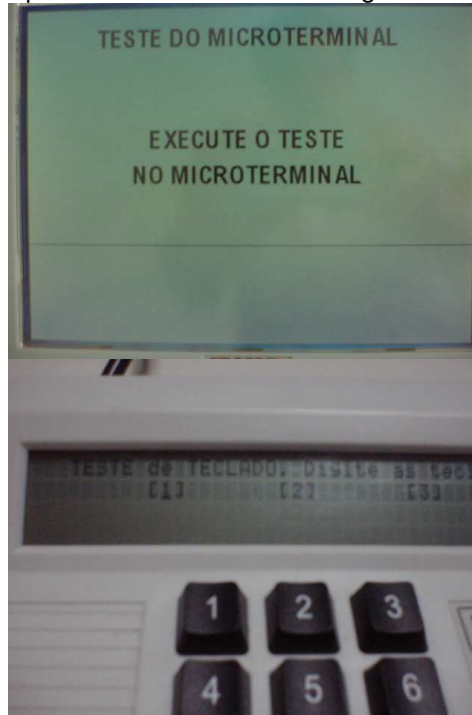 TESTE DO MICROTERMINAL
EXECUTE O TESTE
NO MICROTERMINAL
TESTE de TECLADO. Digite as tec
[1] [2] [3]
1 2 3
4 5 6